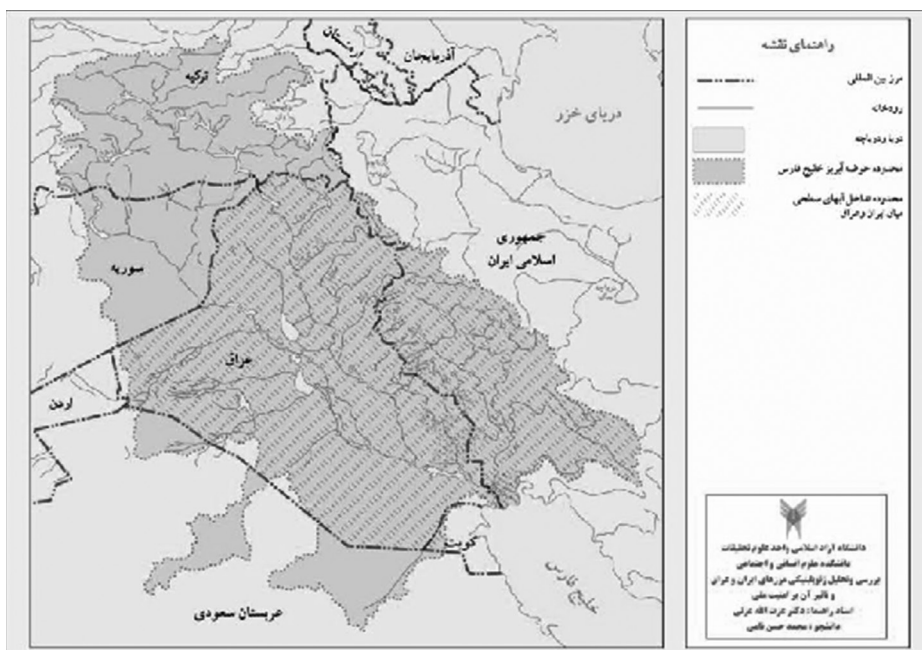 راهنمای نقشه
مرز بین المللی
رودخانه
دریا و دریاچه
محدوده حوضه آبریز خلیج فارس
محدوده تداخل آبهای سطحی
میان ایران و عراق
ترکیه
ارمنستان
آذربایجان
دریای خزر
جمهوری
اسلامی ایران
سوریه
عراق
اردن
کویت
خلیج فارس
عربستان سعودی
دانشگاه آزاد اسلامی واحد علوم تحقیقات
دانشکده علوم انسانی و اجتماعی
بررسی و تحلیل ژئوپلیتیکی مرزهای ایران و عراق
و تاثیر آن بر امنیت ملی
استاد راهنما: دکتر عزت الله عزتی
دانشجو: محمد حسن نامی